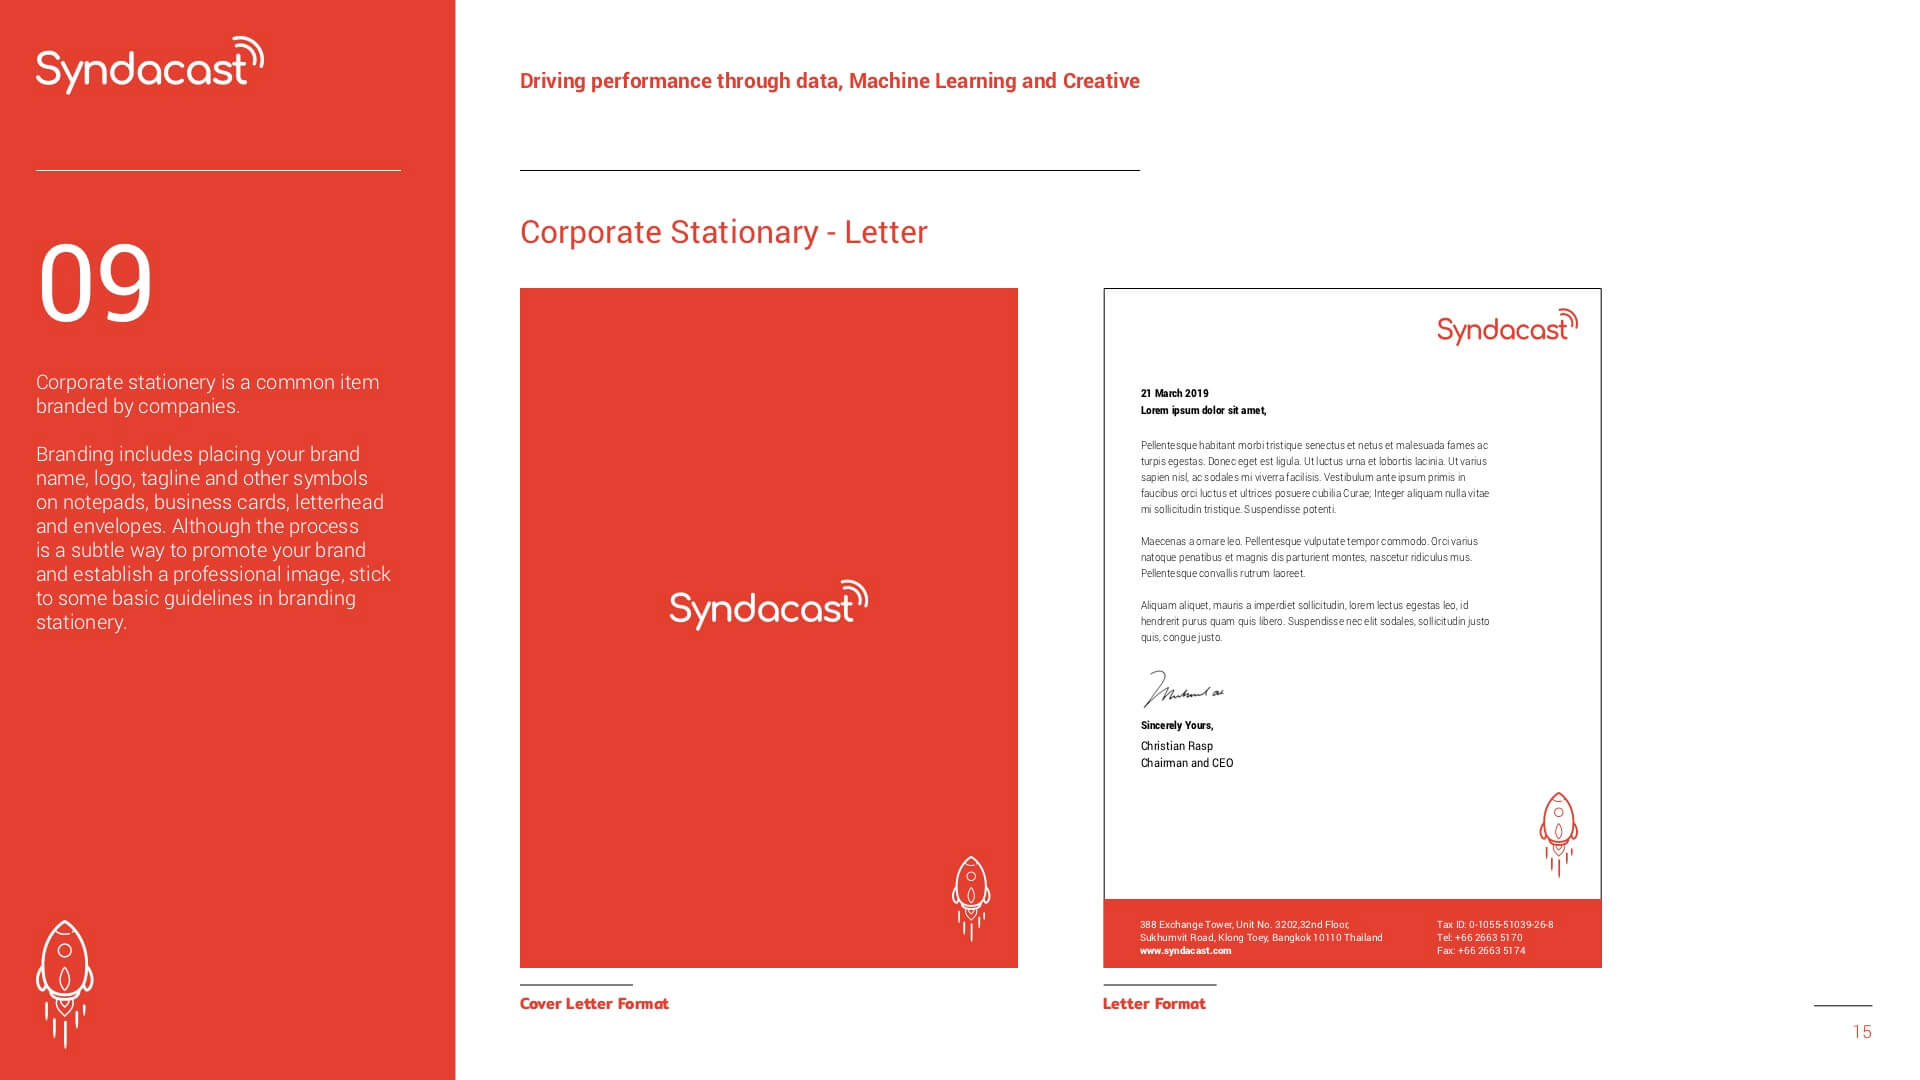 Syndacast
09
Corporate stationery is a common item
branded by companies.
Branding includes placing your brand
name, logo, tagline and other symbols
on notepads, business cards, letterhead
and envelopes. Although the process
is a subtle way to promote your brand
and establish a professional image, stick
to some basic guidelines in branding
stationery.
Driving performance through data, Machine Learning and Creative
Corporate Stationary - Letter
Syndacast
Cover Letter Format
Syndacast
21 March 2019
Lorem ipsum dolor sit amet,
Pellentesque habitant morbi tristique senectus et netus et malesuada fames ac
turpis egestas. Donec eget est ligula. Ut luctus urna et lobortis lacinia. Ut varius
sapien nisl, ac sodales mi viverra facilisis. Vestibulum ante ipsum primis in
faucibus orci luctus et ultrices posuere cubilia Curae; Integer aliquam nulla vitae
mi sollicitudin tristique. Suspendisse potenti.
Maecenas a ornare leo. Pellentesque vulputate tempor commodo. Orci varius
natoque penatibus et magnis dis parturient montes, nascetur ridiculus mus.
Pellentesque convallis rutrum laoreet.
Aliquam aliquet, mauris a imperdiet sollicitudin, lorem lectus egestas leo, id
hendrerit purus quam quis libero. Suspendisse nec elit sodales, sollicitudin justo
quis, congue justo.
Sincerely Yours,
Christian Rasp
Chairman and CEO
388 Exchange Tower, Unit No. 3202,32nd Floor,
Sukhumvit Road, Klong Toey, Bangkok 10110 Thailand
www.syndacast.com
Tax ID: 0-1055-51039-26-8
Tel: +66 2663 5170
Fax: +66 2663 5174
Letter Format
15